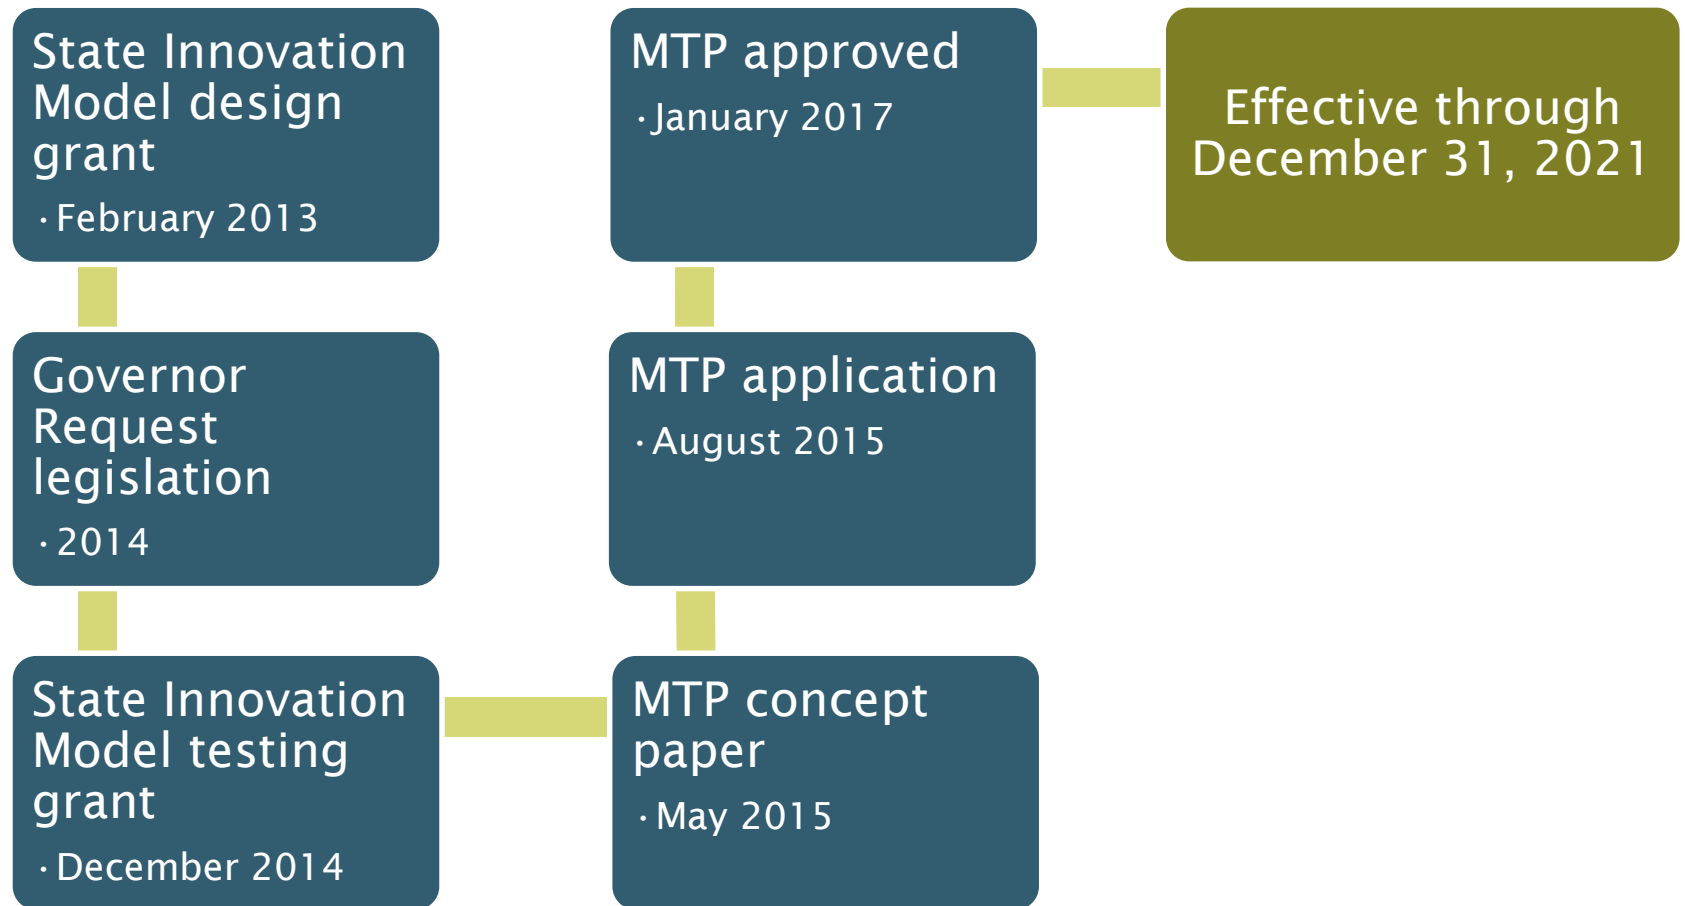 State Innovation
Model design
grant
· February 2013
Governor
Request
legislation
· 2014
State Innovation
Model testing
grant
· December 2014
MTP concept
paper
· May 2015
MTP application
· August 2015
MTP approved
· January 2017
Effective through
December 31, 2021